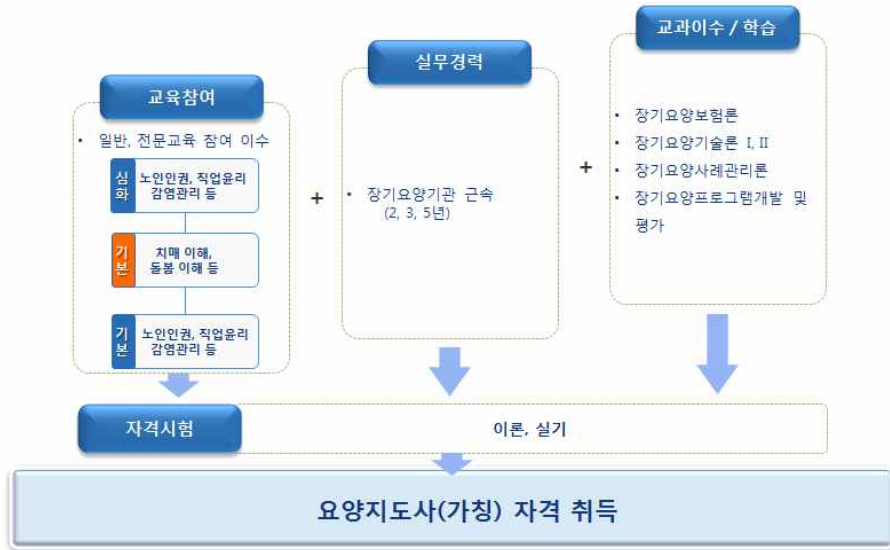 교육참여
• 일반, 전문교육 참여 이수
심화
노인인권, 직업윤리
감염관리 등
기본
치매 이해,
돌봄 이해 등
기본
노인인권, 직업윤리
감염관리 등
+
실무경력
• 장기요양기관 근속
(2, 3, 5년)
+
교과이수 / 학습
• 장기요양보험론
• 장기요양기술론 I, II
• 장기요양사례관리론
• 장기요양프로그램개발 및
평가
자격시험
이론, 실기
요양지도사(가칭) 자격 취득